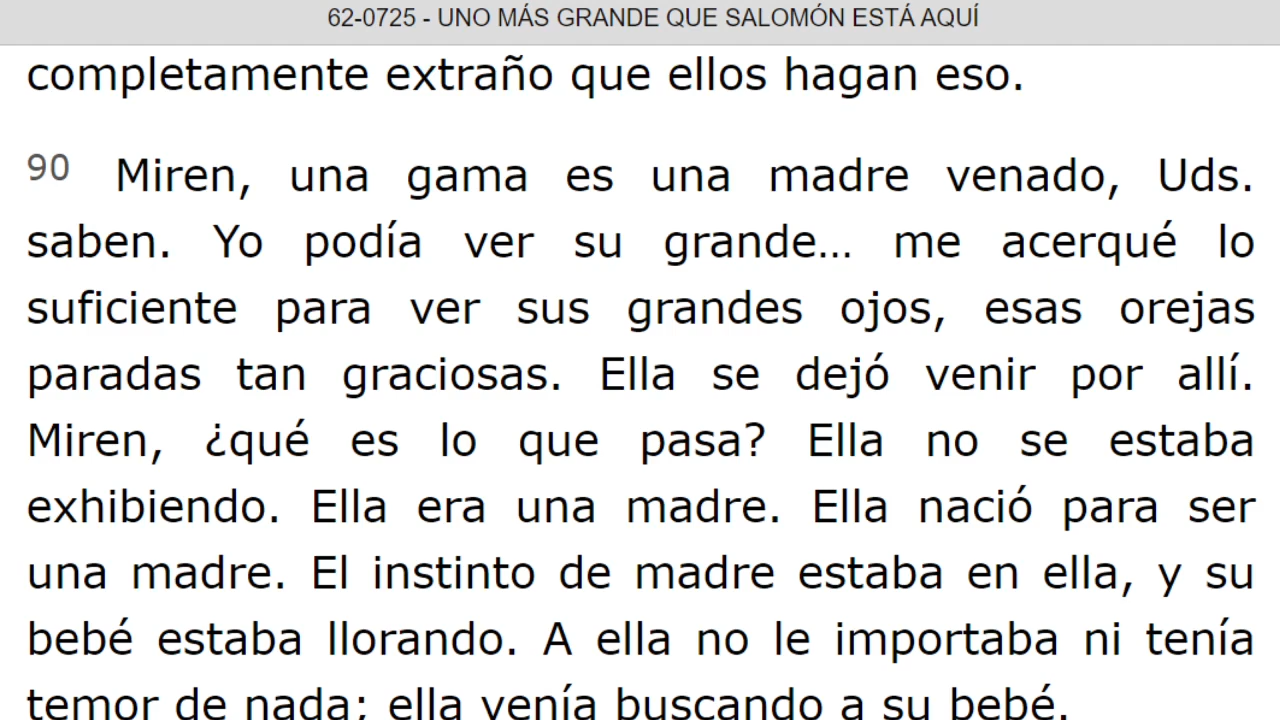 62-0725 - UNO MÁS GRANDE QUE SALOMÓN ESTÁ AQUÍ
completamente extraño que ellos hagan eso.
90 Miren, una gama es una madre venado, Uds.
saben. Yo podía ver su grande... me acerqué lo
suficiente para ver sus grandes ojos, esas orejas
paradas tan graciosas. Ella se dejó venir por allí.
Miren, ¿qué es lo que pasa? Ella no se estaba
exhibiendo. Ella era una madre. Ella nació para ser
una madre. El instinto de madre estaba en ella, y su
bebé estaba llorando. A ella no le importaba ni tenía
temor de nada; ella venía buscando a su bebé.